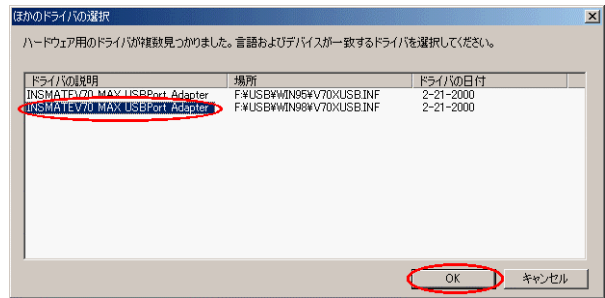 ほかのドライバの選択
ハードウェア用のドライバが複数見つかりました。言語およびデバイスが一致するドライバを選択してください。
ドライバの説明 場所 ドライバの日付
INSMATEV70 MAX USBPort Adapter F:¥USB¥WIN95¥V70XUSB.INF 2-21-2000
INSMATEV70 MAX USBPort Adapter F:¥USB¥WIN98¥V70XUSB.INF 2-21-2000
OK キャンセル